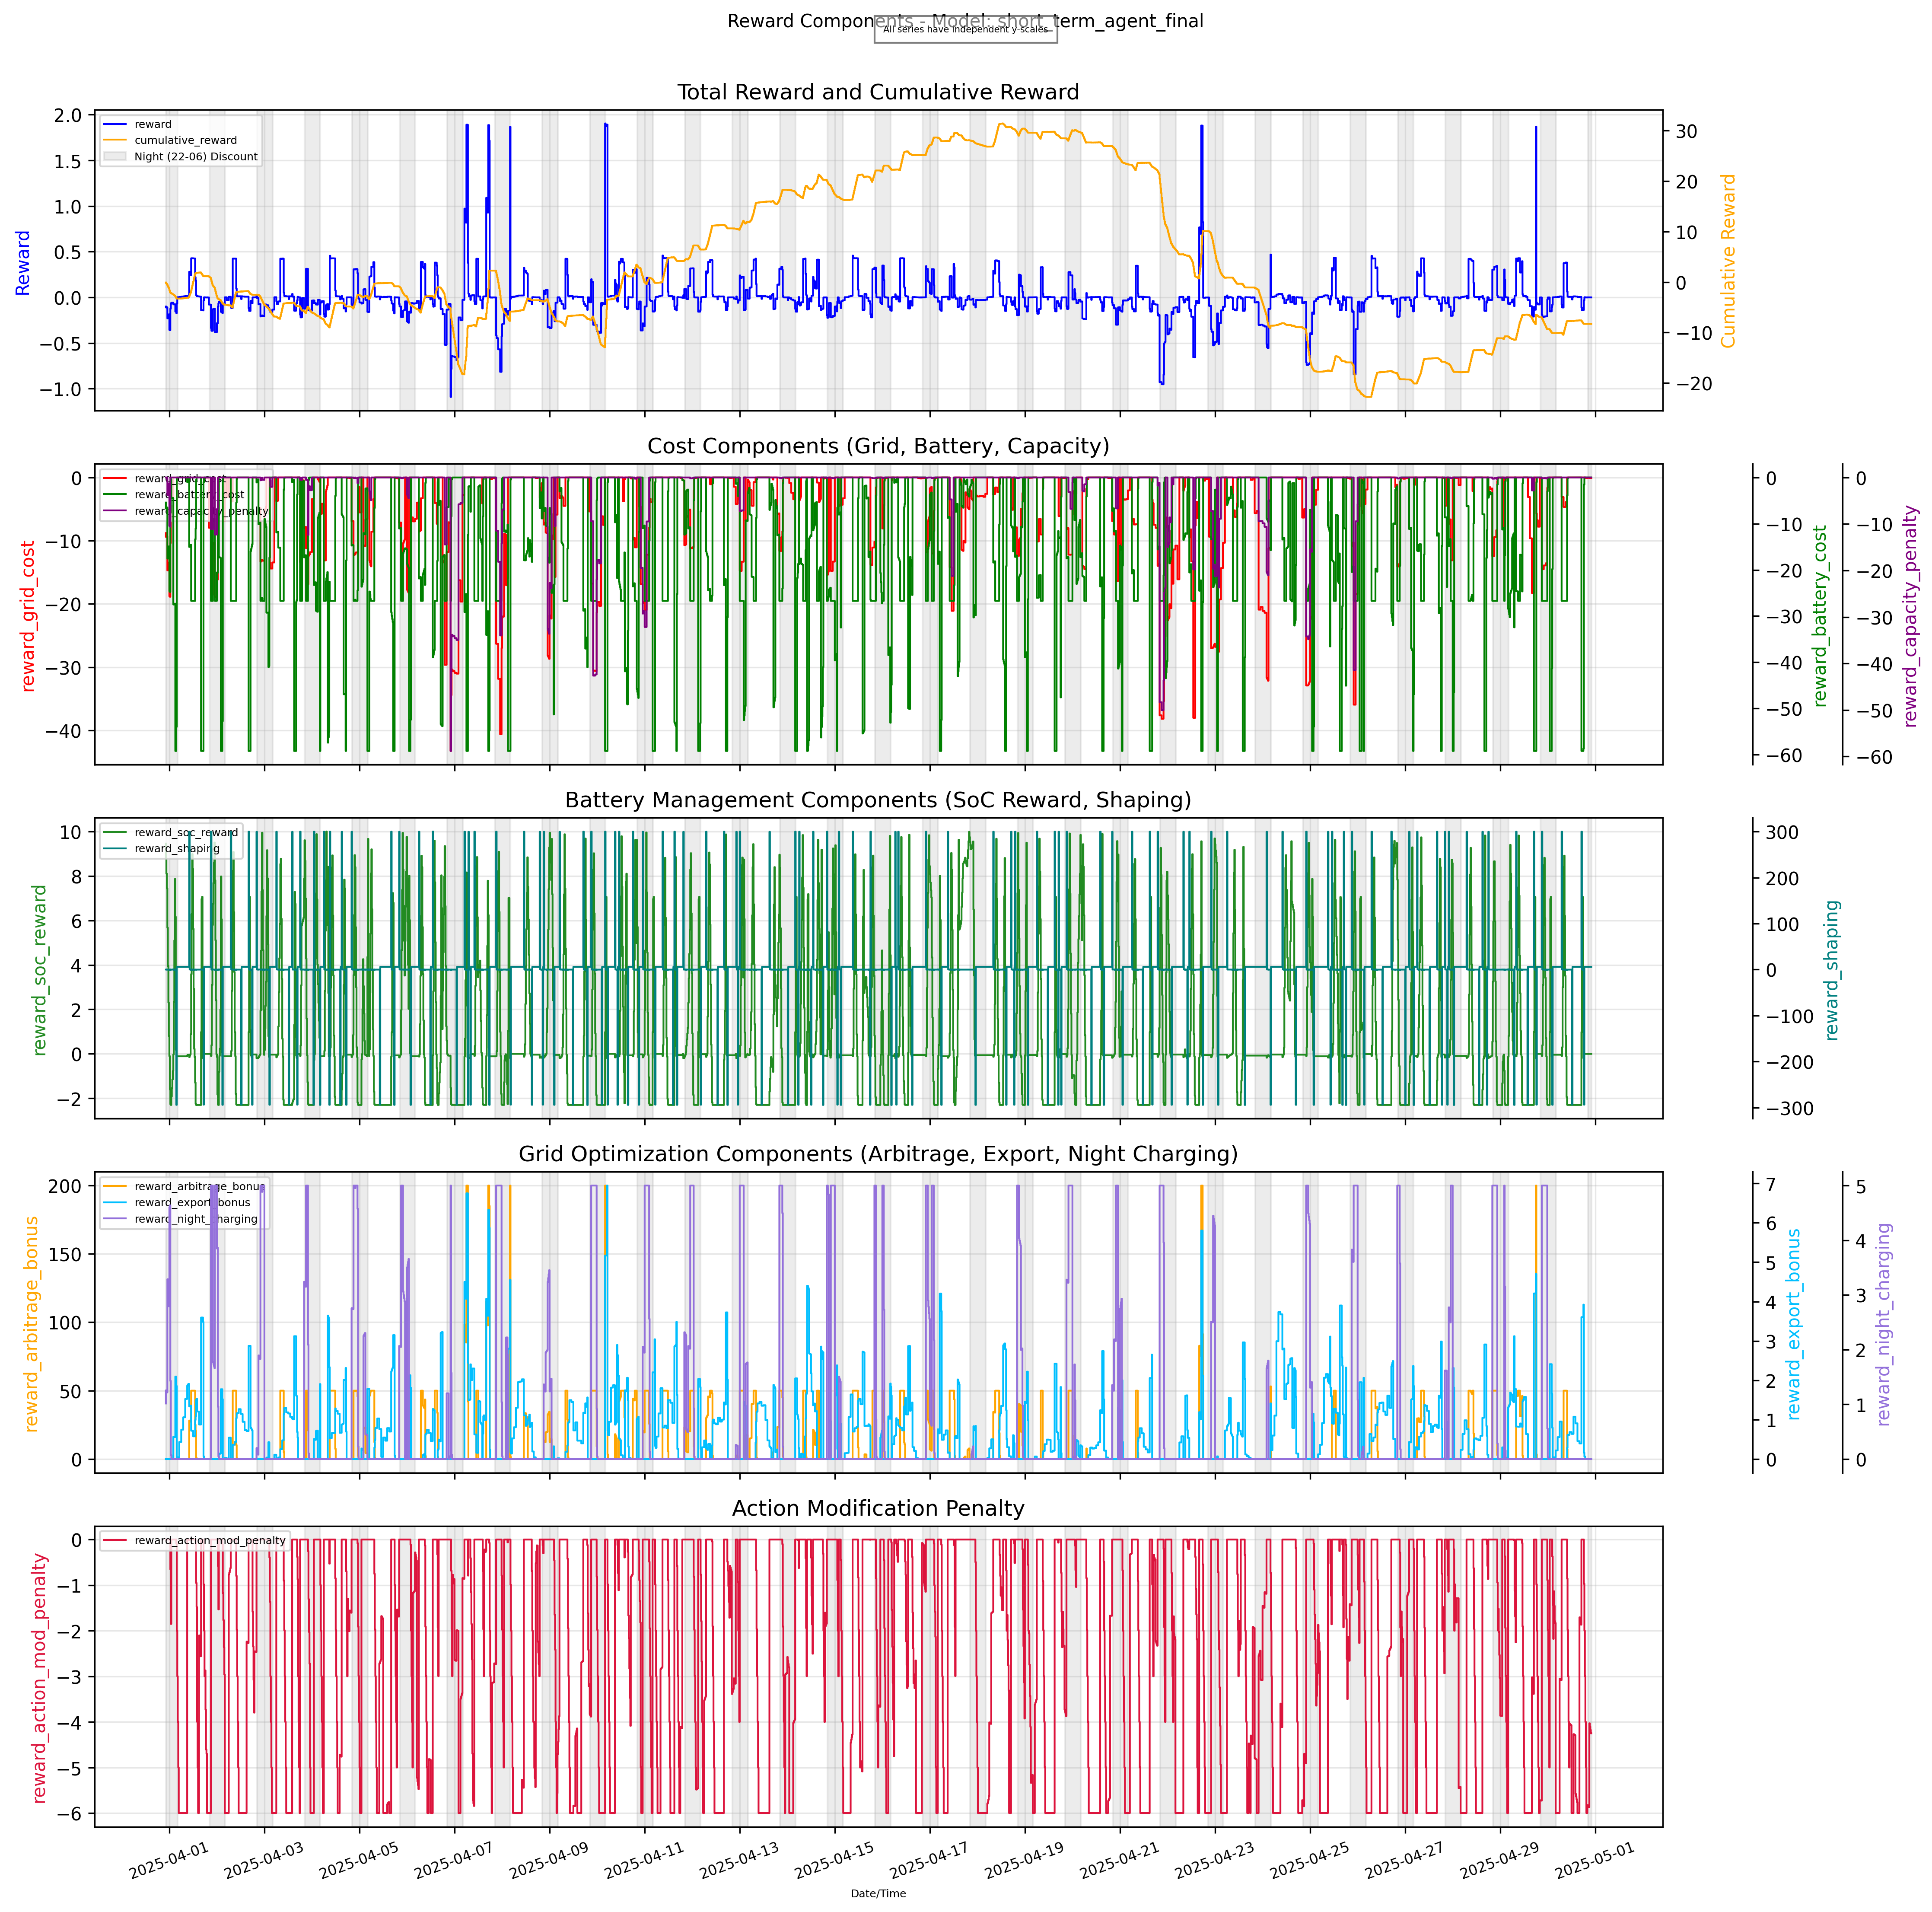 Reward Components - Model: short_term_agent_final
All series have independent y-scales
Total Reward and Cumulative Reward
reward
cumulative_reward
Night (22-06) Discount
2.0
1.5
1.0
0.5
0.0
−0.5
−1.0
Reward
30
20
10
0
−10
−20
Cumulative Reward
Cost Components (Grid, Battery, Capacity)
reward_grid_cost
reward_battery_cost
reward_capacity_penalty
0
−10
−20
−30
−40
reward_grid_cost
0
−10
−20
−30
−40
−50
−60
reward_battery_cost
0
−10
−20
−30
−40
−50
−60
reward_capacity_penalty
Battery Management Components (SoC Reward, Shaping)
reward_soc_reward
reward_shaping
10
8
6
4
2
0
−2
reward_soc_reward
300
200
100
0
−100
−200
−300
reward_shaping
Grid Optimization Components (Arbitrage, Export, Night Charging)
reward_arbitrage_bonus
reward_export_bonus
reward_night_charging
200
150
100
50
0
reward_arbitrage_bonus
7
6
5
4
3
2
1
0
reward_export_bonus
5
4
3
2
1
0
reward_night_charging
Action Modification Penalty
reward_action_mod_penalty
0
−1
−2
−3
−4
−5
−6
reward_action_mod_penalty
2025-04-01
2025-04-03
2025-04-05
2025-04-07
2025-04-09
2025-04-11
2025-04-13
2025-04-15
2025-04-17
2025-04-19
2025-04-21
2025-04-23
2025-04-25
2025-04-27
2025-04-29
2025-05-01
Date/Time